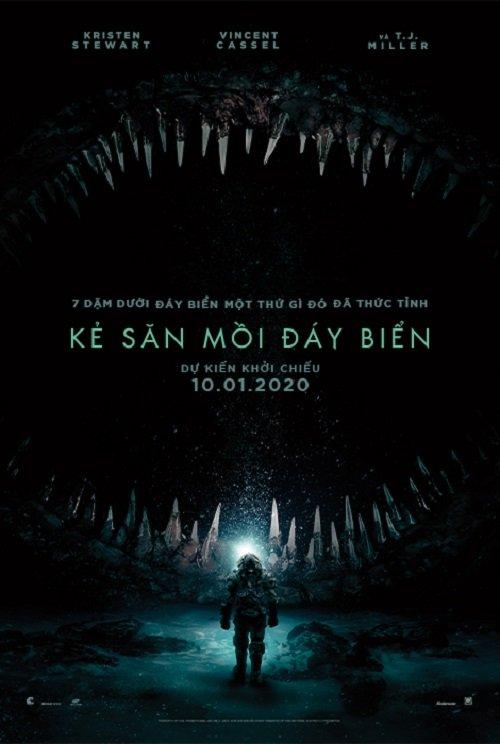 KRISTEN STEWART
VINCENT CASSEL
VÀ T.J. MILLER
7 DẶM DƯỚI ĐÁY BIỂN MỘT THỨ GÌ ĐÓ ĐÃ THỨC TỈNH
KẺ SĂN MỒI ĐÁY BIỂN
DỰ KIẾN KHỞI CHIẾU
10.01.2020